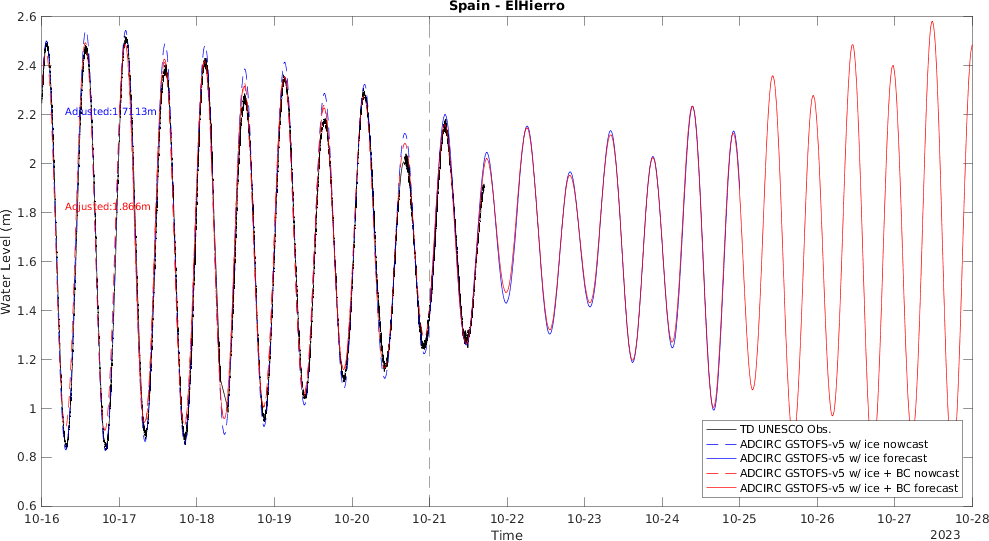 Spain - ElHierro
2.6
2.4
2.2
2
1.8
1.6
1.4
1.2
1
0.8
0.6
Water Level (m)
Adjusted:1.7113m
Adjusted:1.866m
TD UNESCO Obs.
ADCIRC GSTOFS-v5 w/ ice nowcast
ADCIRC GSTOFS-v5 w/ ice forecast
ADCIRC GSTOFS-v5 w/ ice + BC nowcast
ADCIRC GSTOFS-v5 w/ ice + BC forecast
10-16 10-17 10-18 10-19 10-20 10-21 10-22 10-23 10-24 10-25 10-26 10-27 10-28
Time
2023